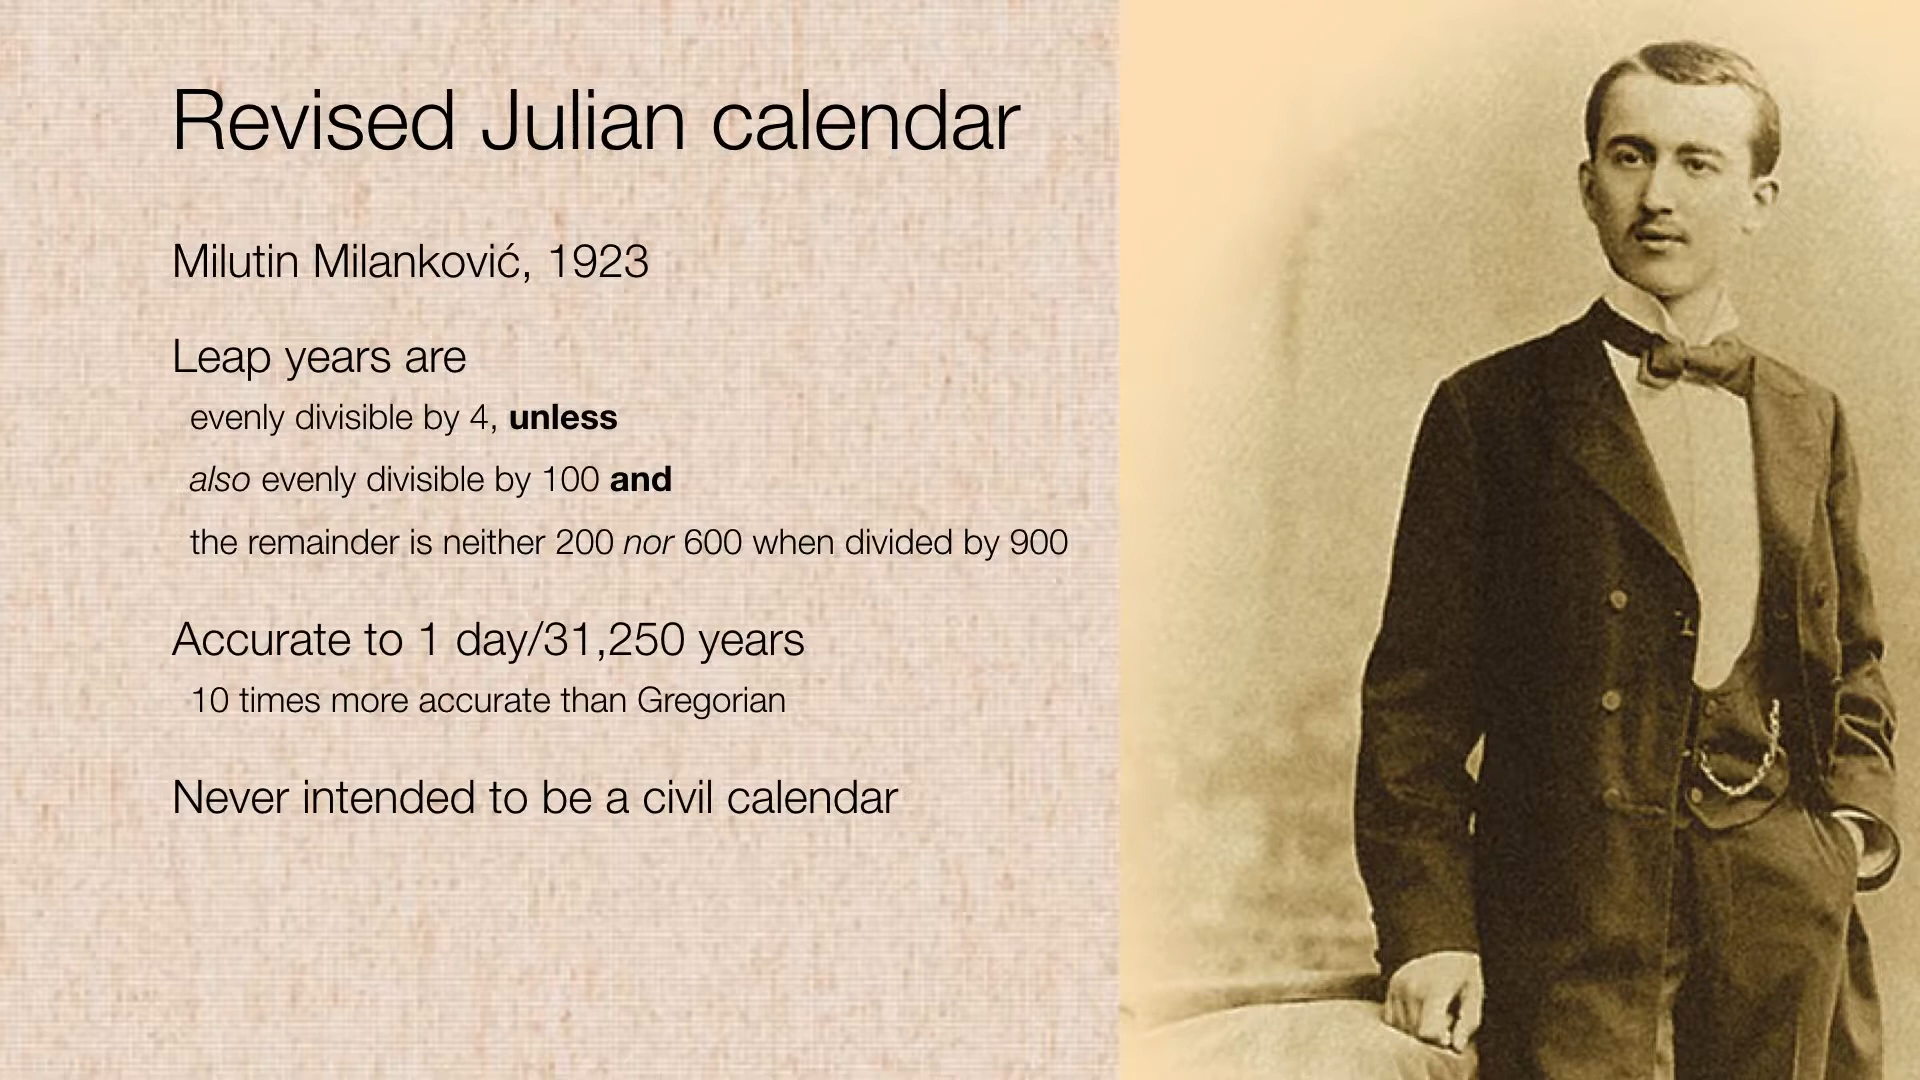 Revised Julian calendar
Milutin Milanković, 1923
Leap years are
evenly divisible by 4, unless
also evenly divisible by 100 and
the remainder is neither 200 nor 600 when divided by 900
Accurate to 1 day/31,250 years
10 times more accurate than Gregorian
Never intended to be a civil calendar